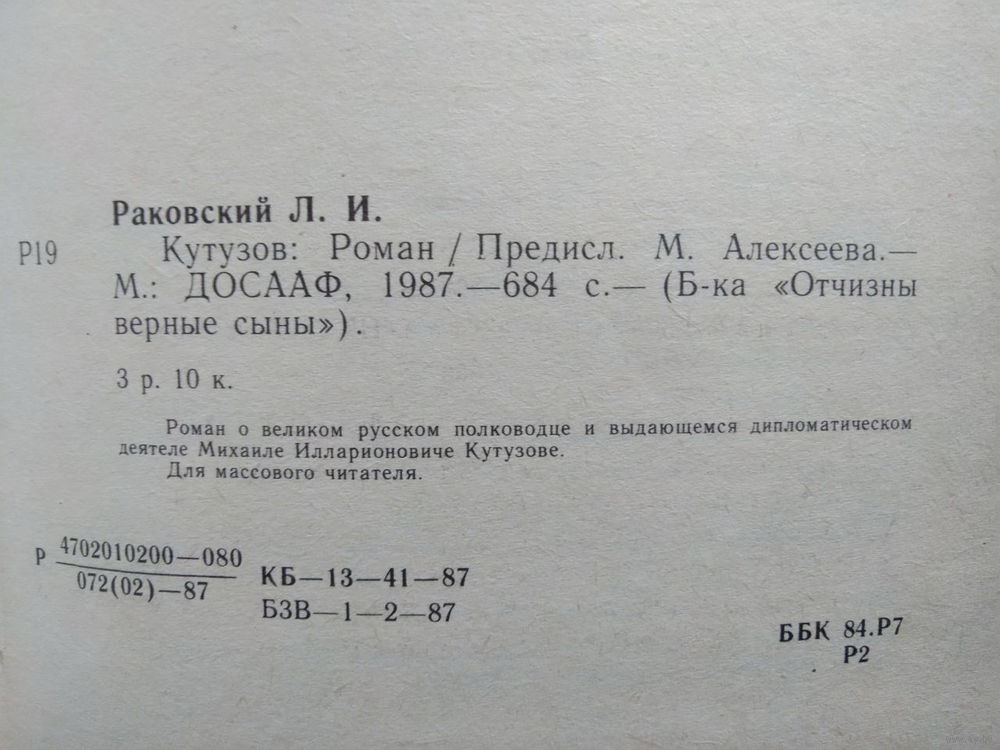 Раковский Л. И.
Р19 Кутузов: Роман / Предисл. М. Алексеева.—
М.: ДОСААФ, 1987.—684 с.— (Б-ка «Отчизны
верные сыны»).
3 р. 10 к.
Роман о великом русском полководце и выдающемся дипломатическом
деятеле Михаиле Илларионовиче Кутузове.
Для массового читателя.
Р 4702010200—080
072(02)—87
КБ—13—41—87
БЗВ—1—2—87
ББК 84.Р7
Р2